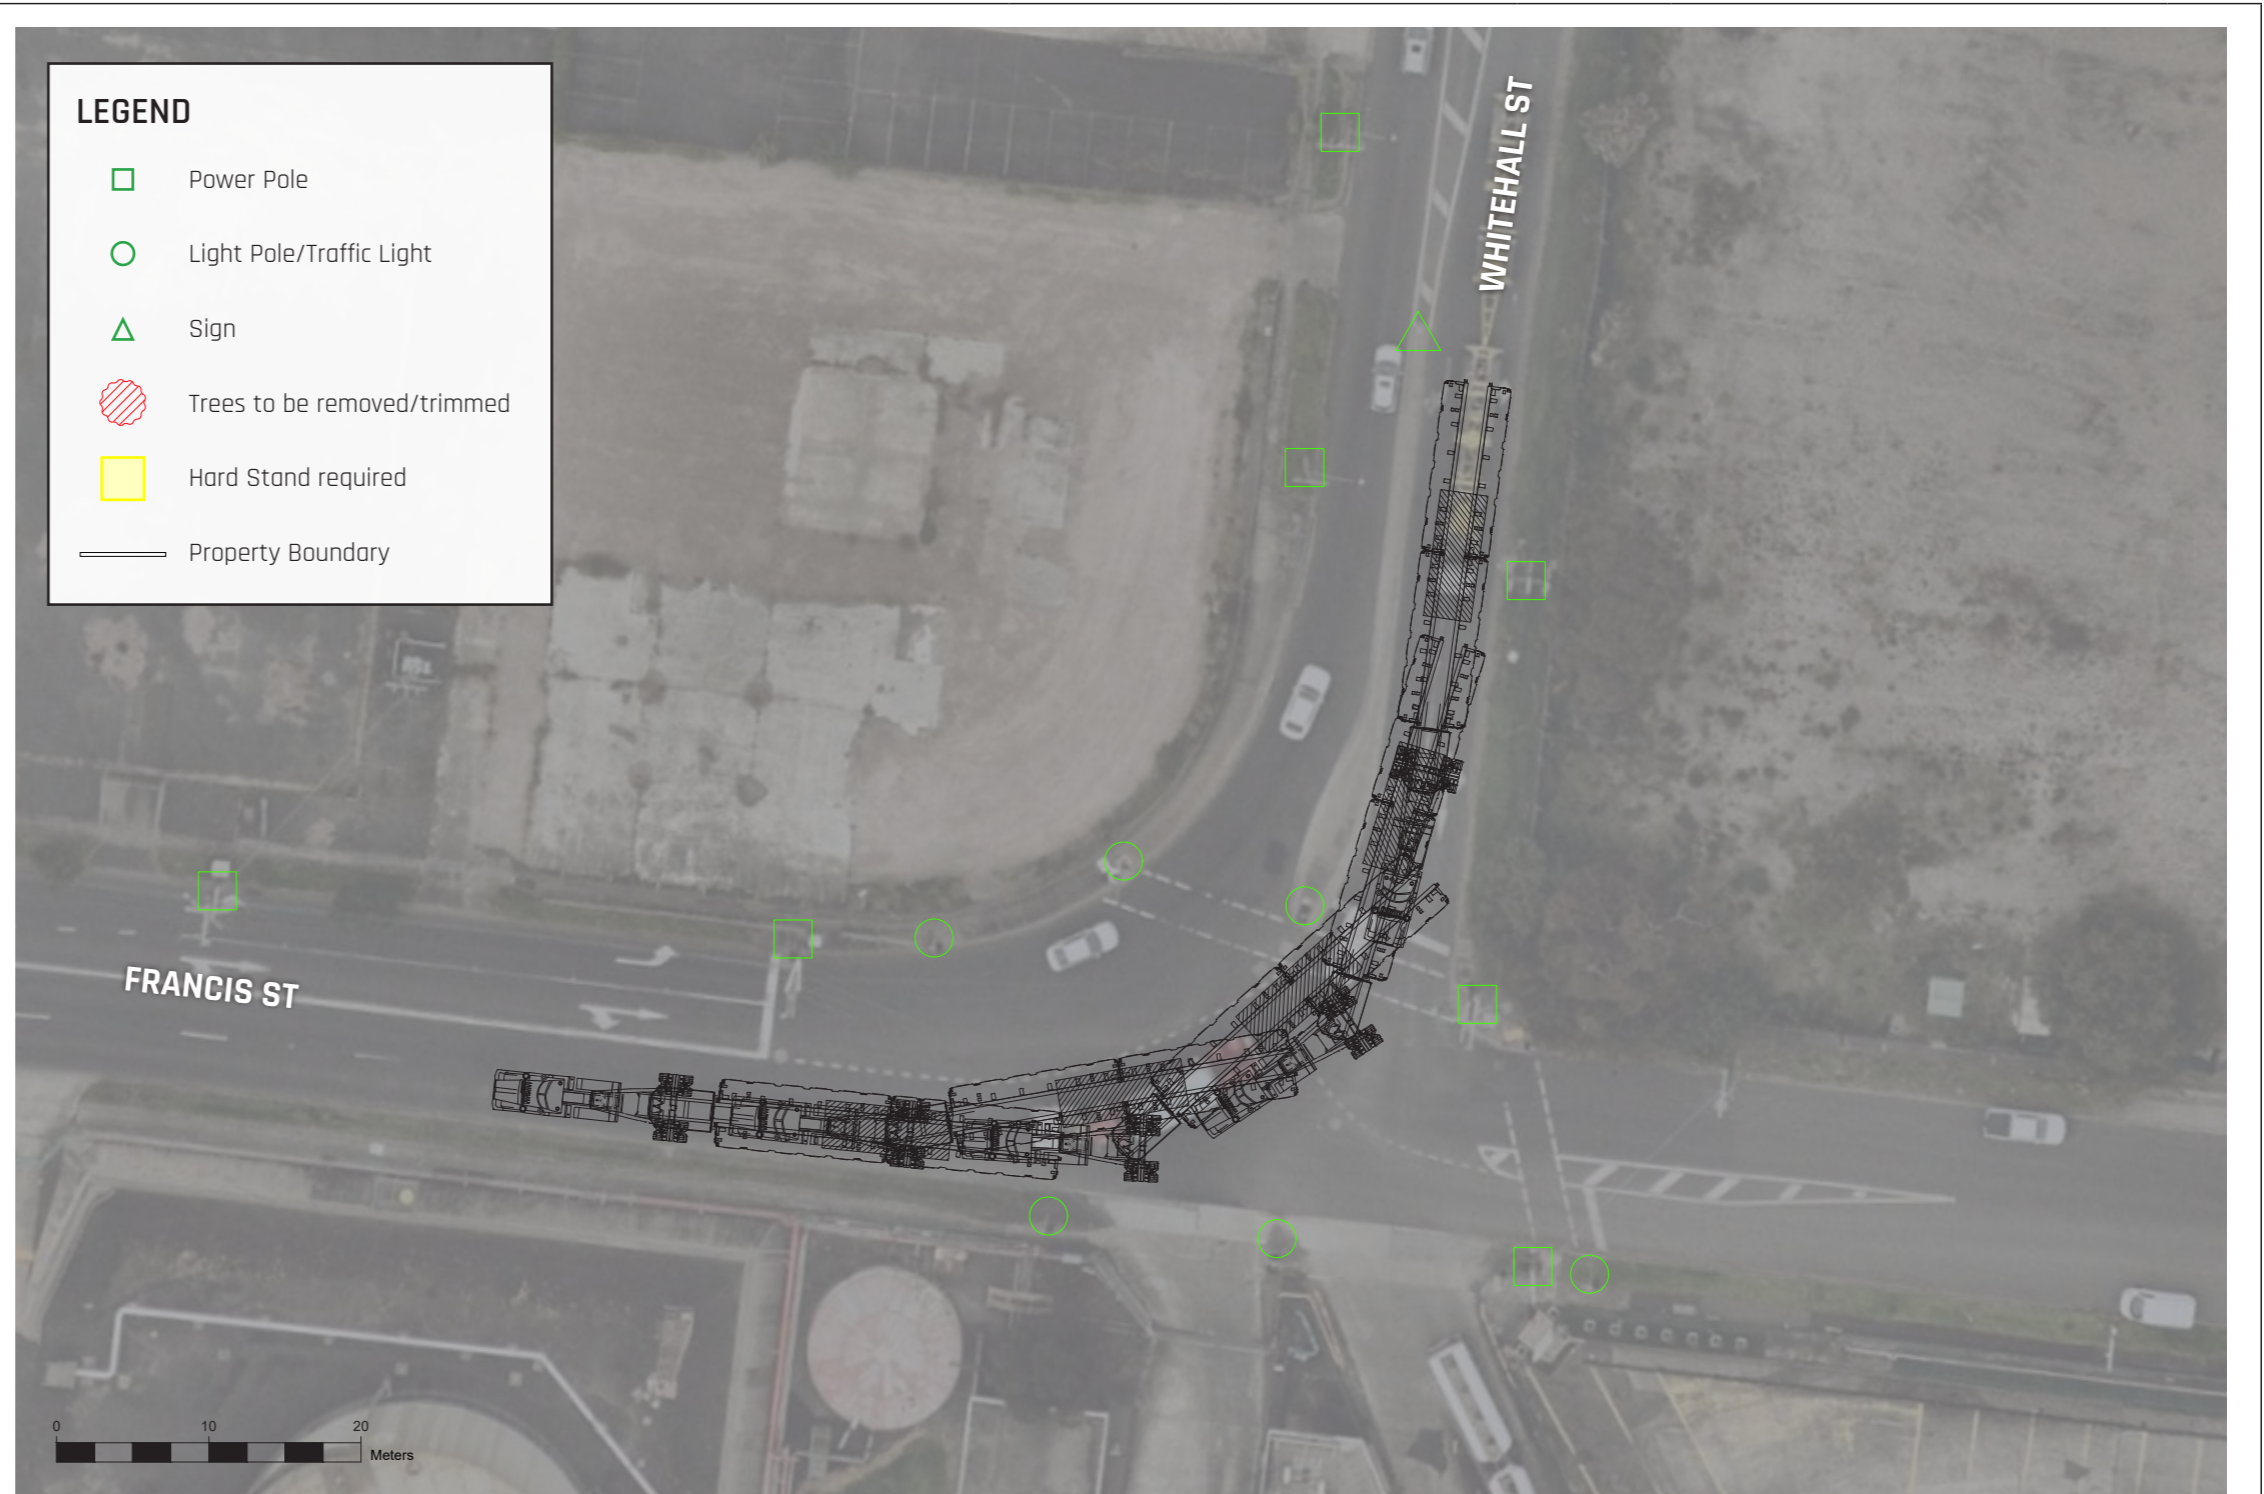 LEGEND
Power Pole
Light Pole/Traffic Light
Sign
Trees to be removed/trimmed
Hard Stand required
Property Boundary
WHITEHALL ST
FRANCIS ST
0 10 20
Meters